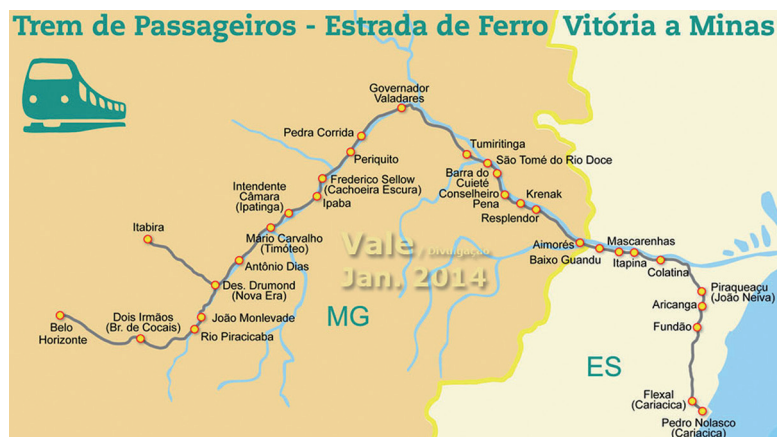 Trem de Passageiros - Estrada de Ferro Vitória a Minas
Governador
Valadares
Pedra Corrida
Periquito
Tumiritinga
São Tomé do Rio Doce
Barra do
Cuieté
Conselheiro
Pena
Krenak
Resplendor
Frederico Sellow
(Cachoeira Escura)
Intendente
Câmara
(Ipatinga)
Ipaba
Itabira
Mário Carvalho
(Timóteo)
Antônio Dias
Des. Drumond
(Nova Era)
Vale / Divulgação
Jan. 2014
Aimorés
Baixo Guandu
Mascarenhas
Itapina
Colatina
Piraqueaçu
(João Neiva)
Aricanga
Fundão
Belo
Horizonte
Dois Irmãos
(Br. de Cocais)
João Monlevade
Rio Piracicaba
MG
ES
Flexal
(Cariacica)
Pedro Nolasco
(Cariacica)